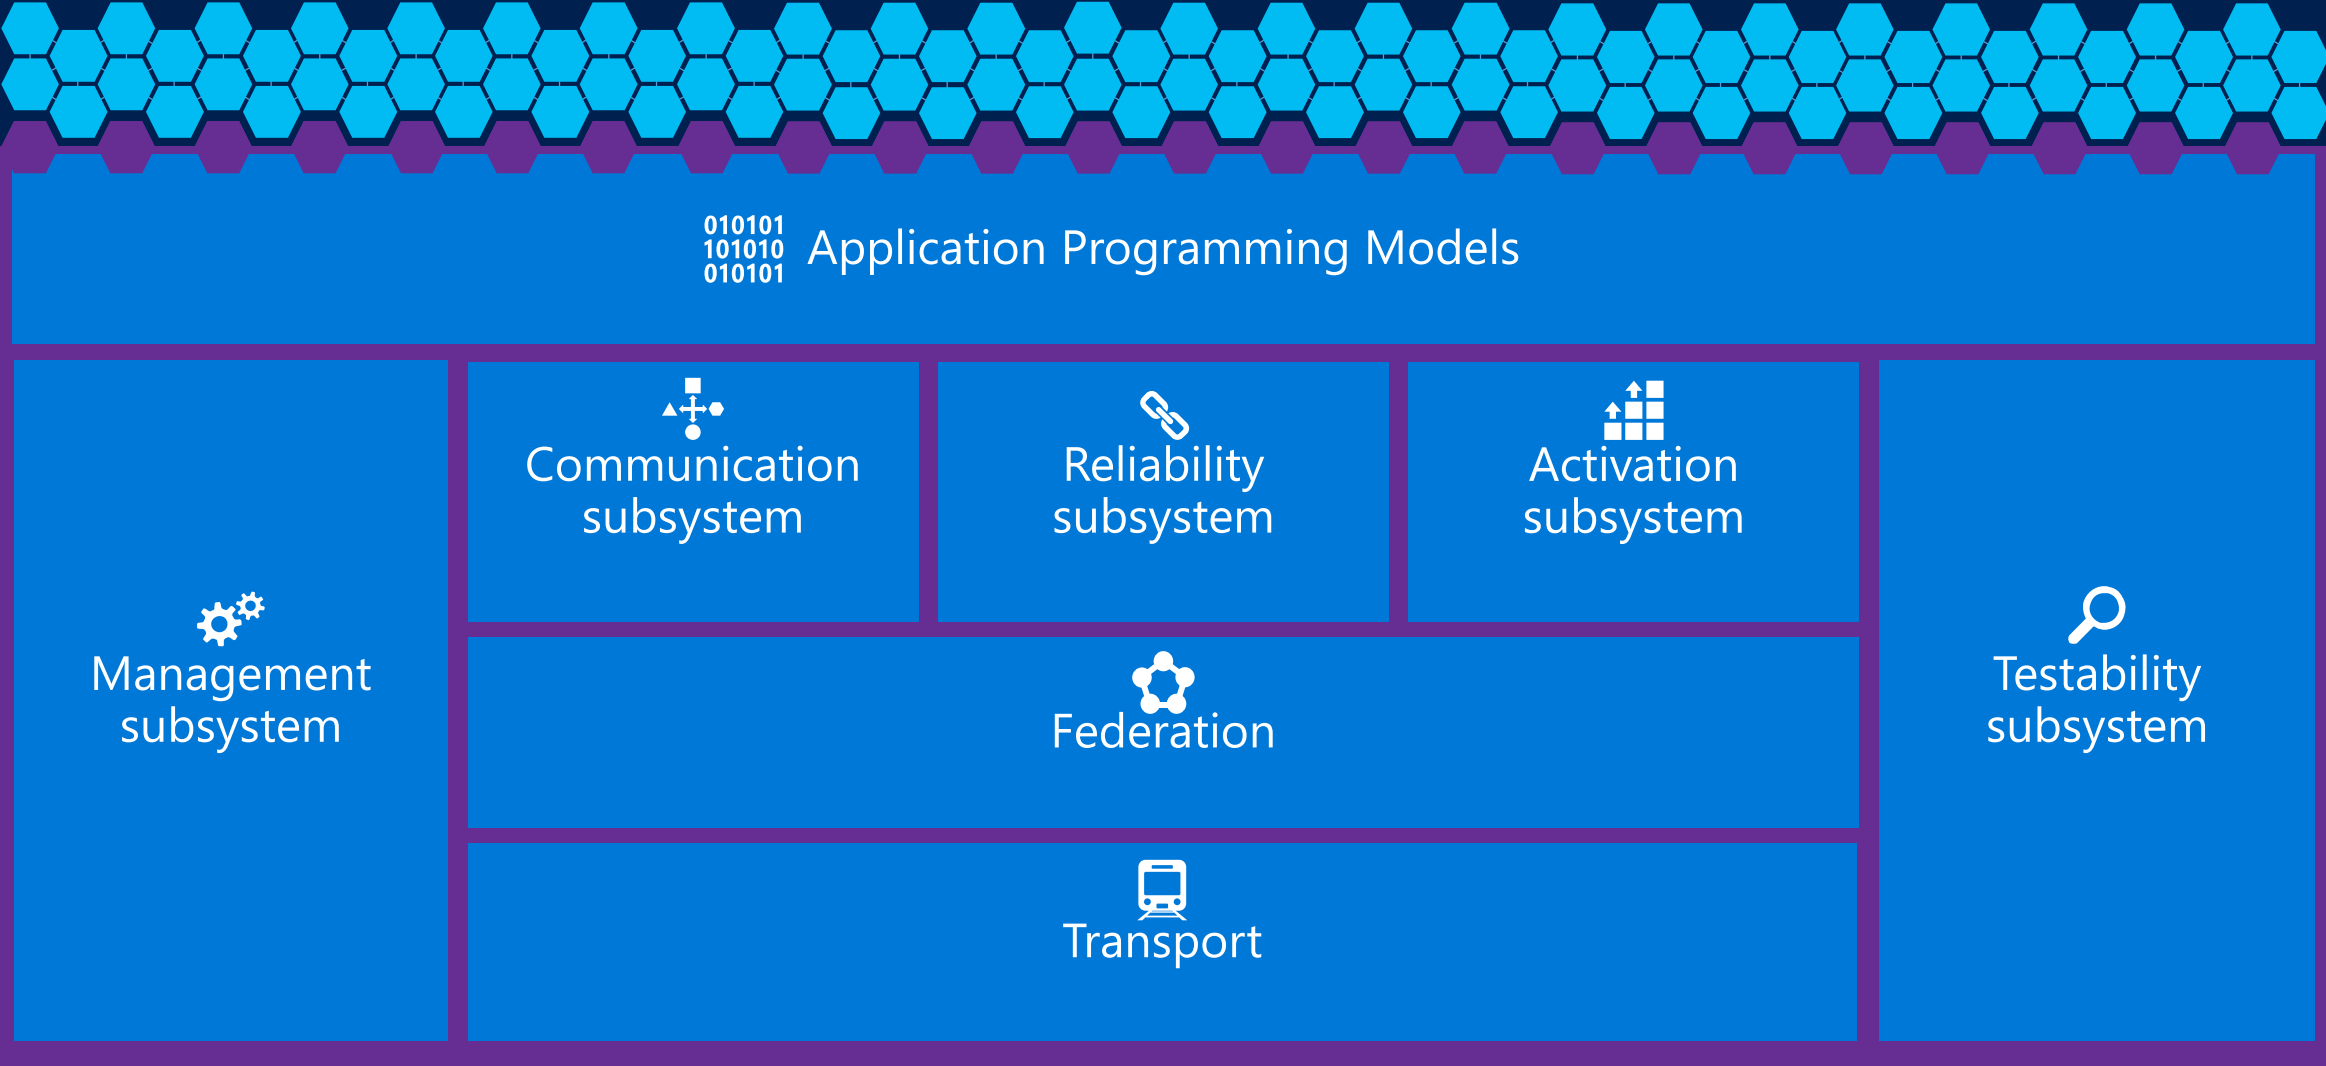 010101
101010
010101
Application Programming Models
Communication
subsystem
Reliability
subsystem
Activation
subsystem
Management
subsystem
Federation
Testability
subsystem
Transport